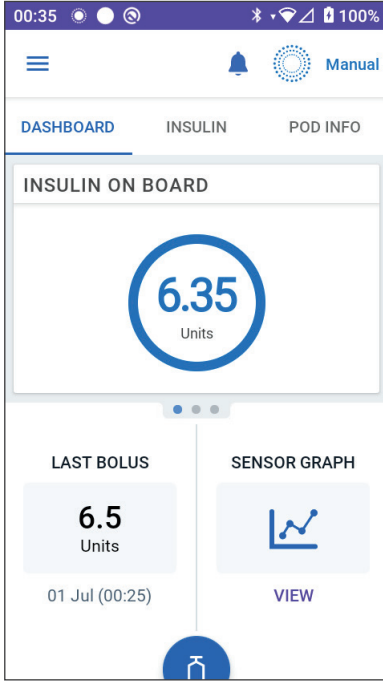 00:35 100%
Manual
DASHBOARD INSULIN POD INFO
INSULIN ON BOARD
6.35
Units
LAST BOLUS SENSOR GRAPH
6.5
Units
01 Jul (00:25) VIEW